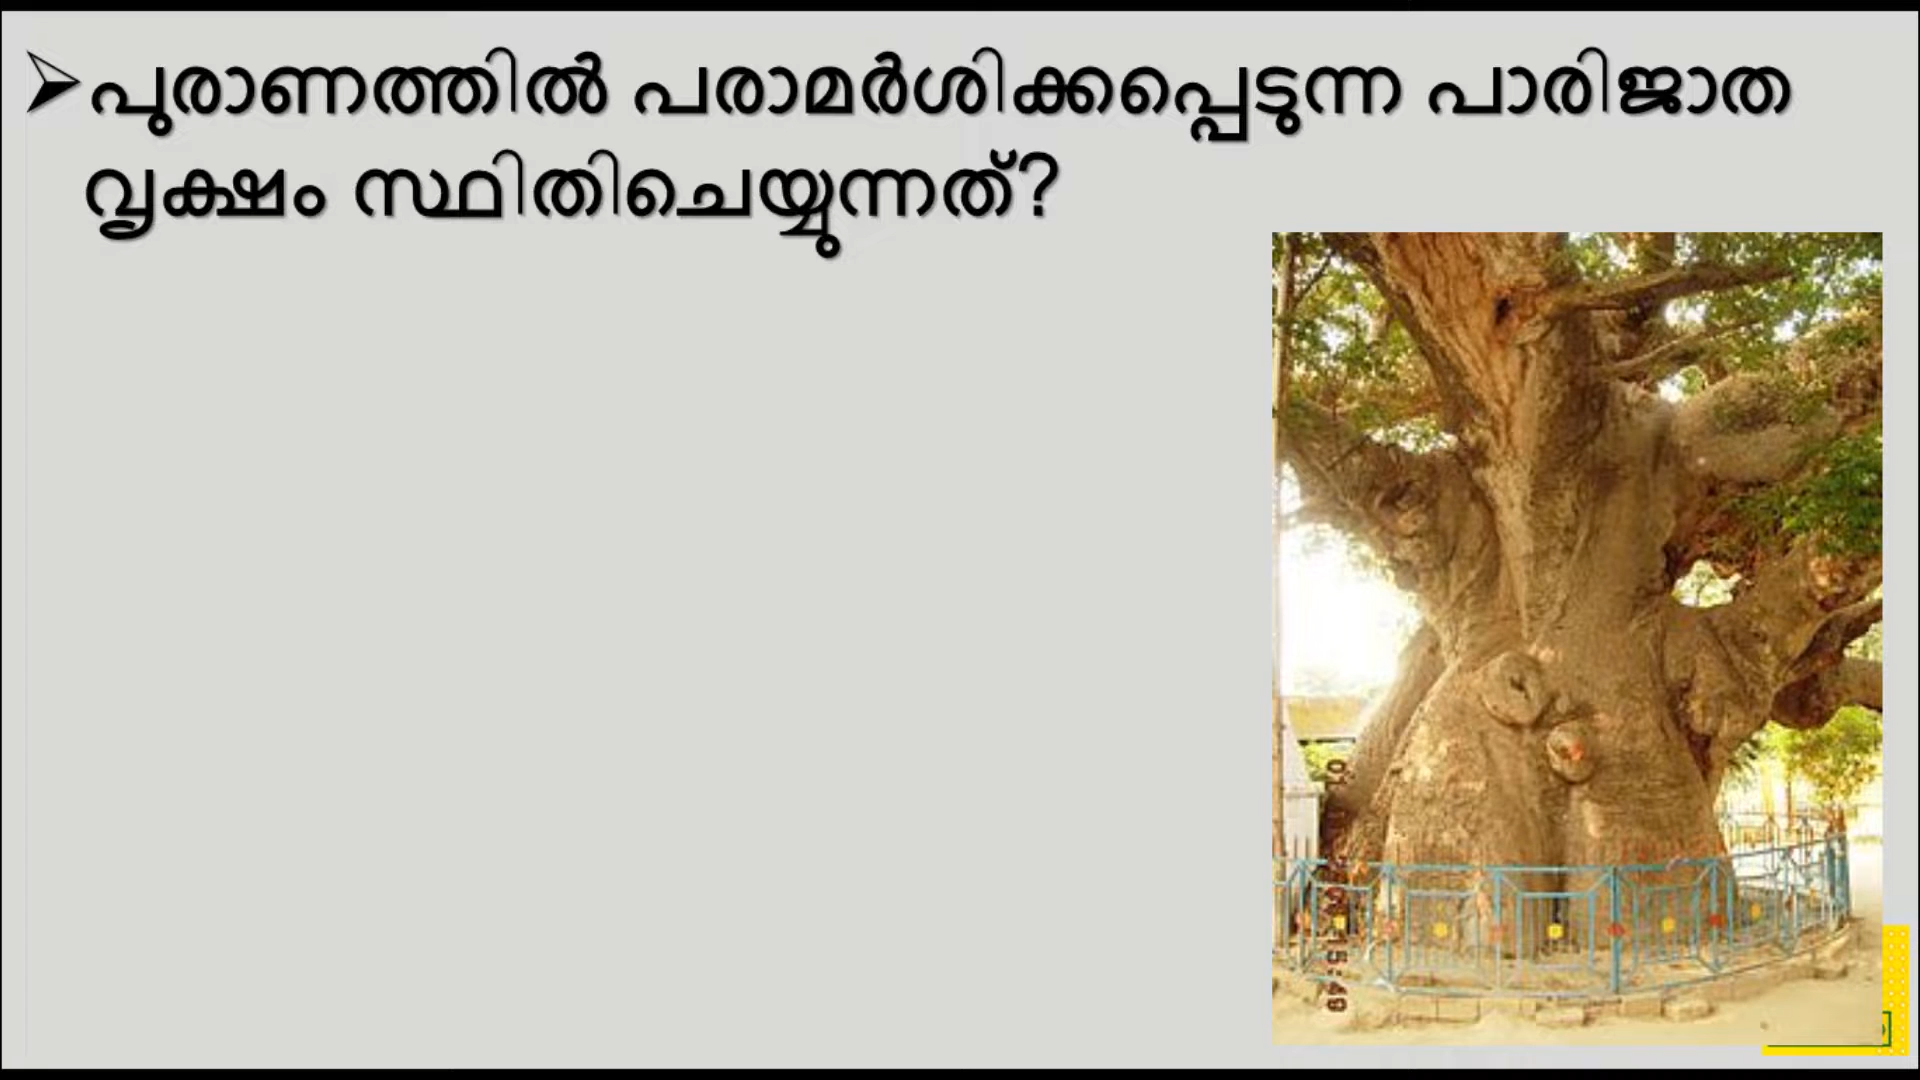 ➢പുരാണത്തിൽ പരാമർശിക്കപ്പെടുന്ന പാരിജാത
വൃക്ഷം സ്ഥിതിചെയ്യുന്നത്?